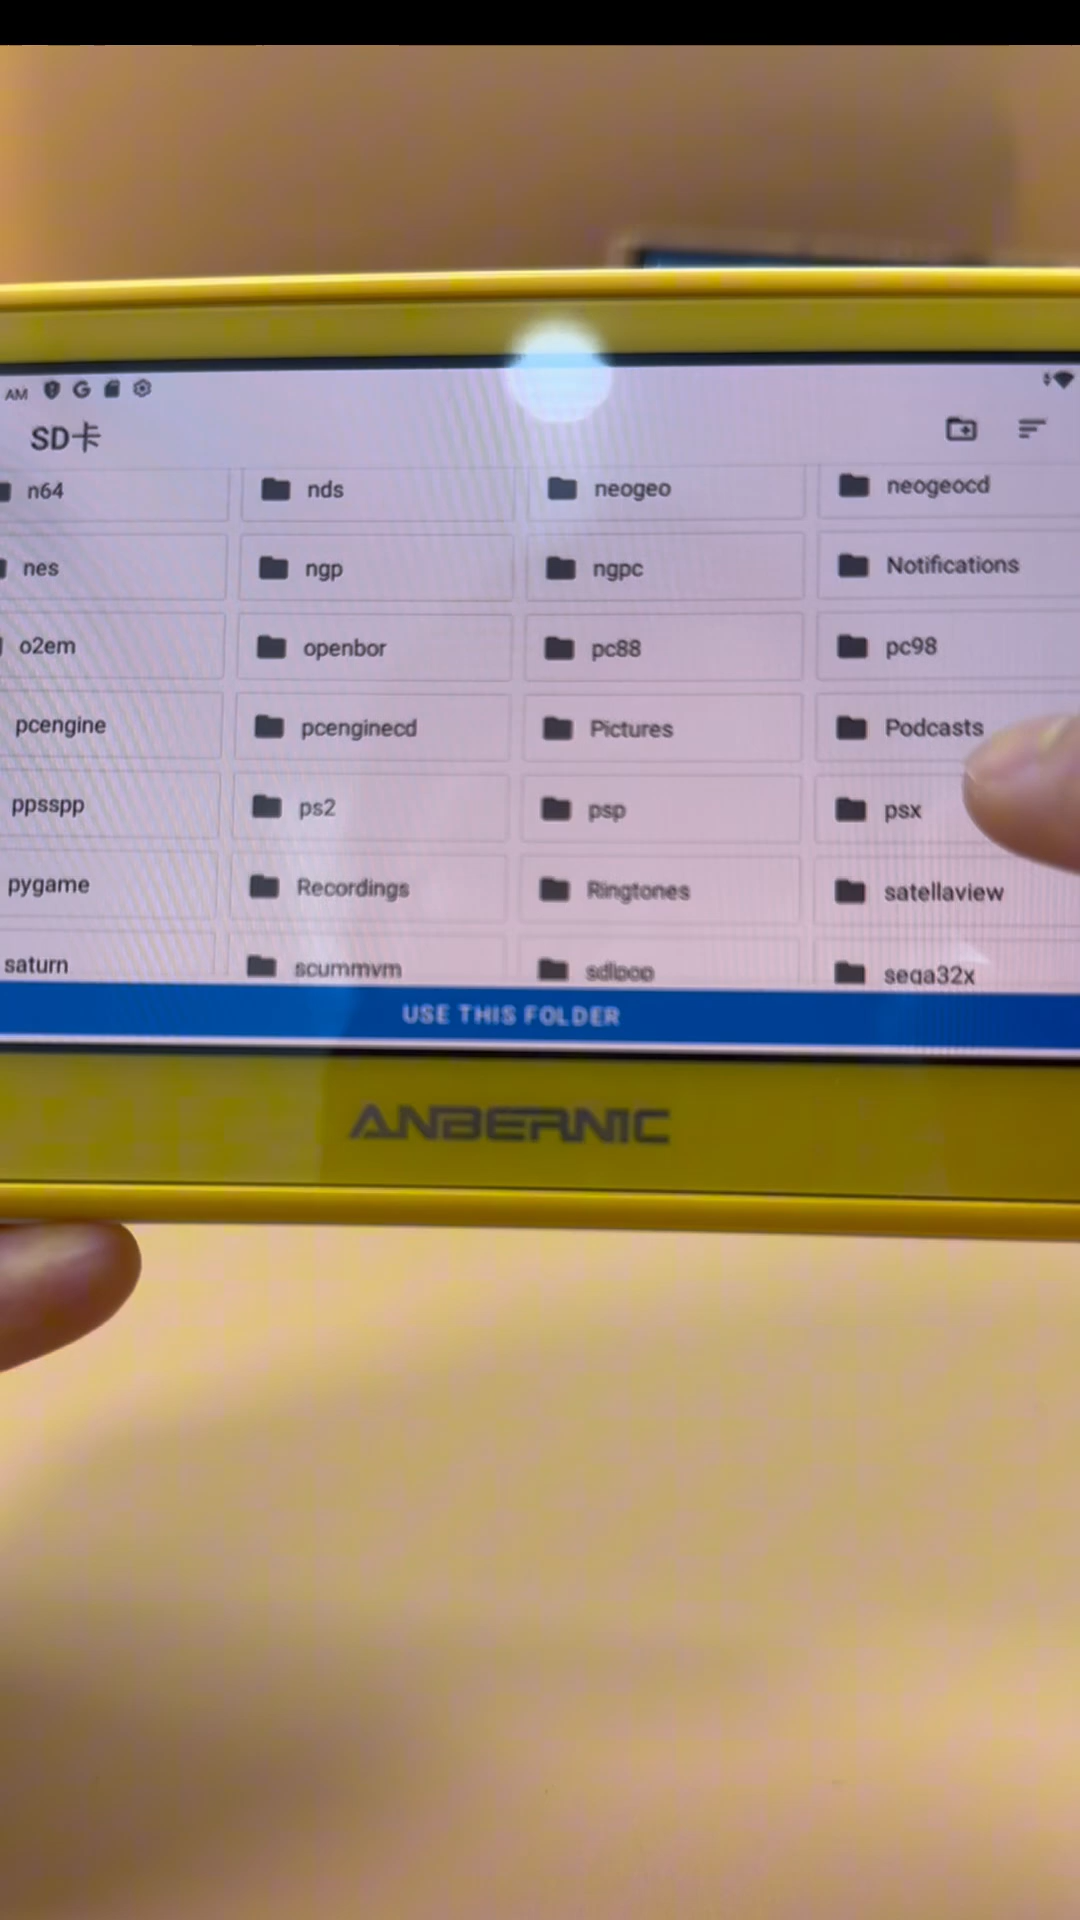 AM
SD卡
n64 nds neogeo neogeocd
nes ngp ngpc Notifications
o2em openbor pc88 pc98
pcengine pcenginecd Pictures Podcasts
ppsspp ps2 psp psx
pygame Recordings Ringtones satellaview
saturn scummvm sdlpop sega32x
USE THIS FOLDER
ANBERNIC